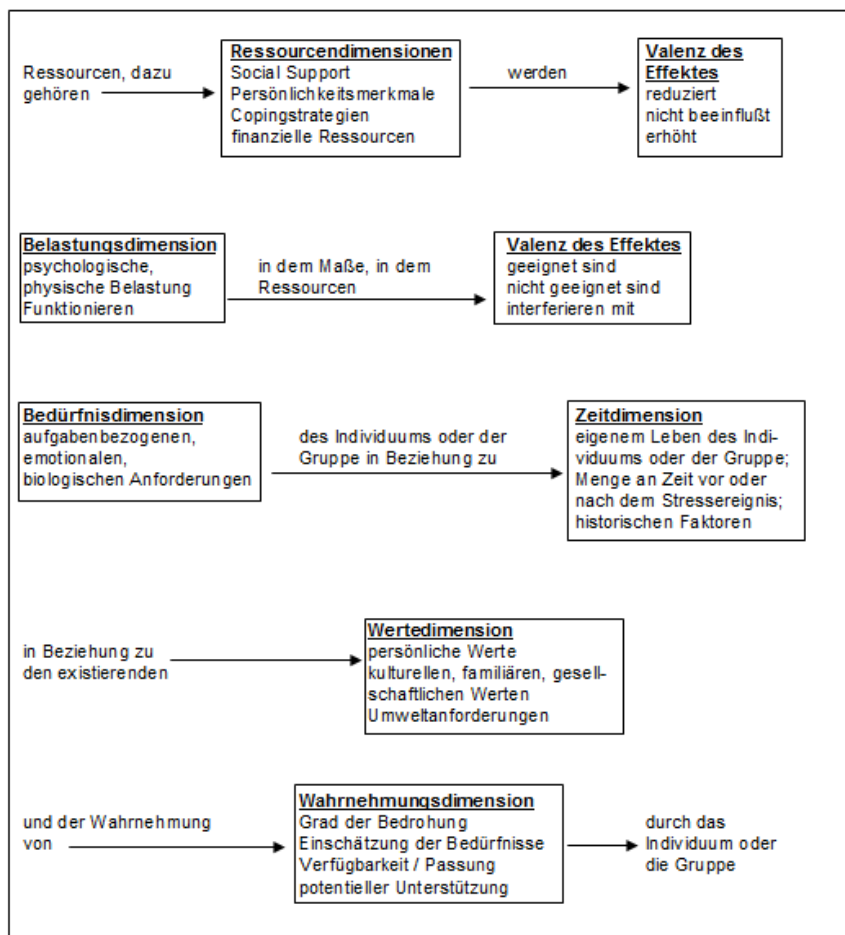 Ressourcen, dazu
gehören
Ressourcendimensionen
Social Support
Persönlichkeitsmerkmale
Copingstrategien
finanzielle Ressourcen
werden
Valenz des
Effektes
reduziert
nicht beeinflußt
erhöht
Belastungsdimension
psychologische,
physische Belastung
Funktionieren
in dem Maße, in dem
Ressourcen
Valenz des Effektes
geeignet sind
nicht geeignet sind
interferieren mit
Bedürfnisdimension
aufgabenbezogenen,
emotionalen,
biologischen Anforderungen
des Individuums oder der
Gruppe in Beziehung zu
Zeitdimension
eigenem Leben des Indi-
viduums oder der Gruppe;
Menge an Zeit vor oder
nach dem Stressereignis;
historischen Faktoren
in Beziehung zu
den existierenden
Wertedimension
persönliche Werte
kulturellen, familiären, gesell-
schaftlichen Werten
Umweltanforderungen
und der Wahrnehmung
von
Wahrnehmungsdimension
Grad der Bedrohung
Einschätzung der Bedürfnisse
Verfügbarkeit / Passung
potentieller Unterstützung
durch das
Individuum oder
die Gruppe